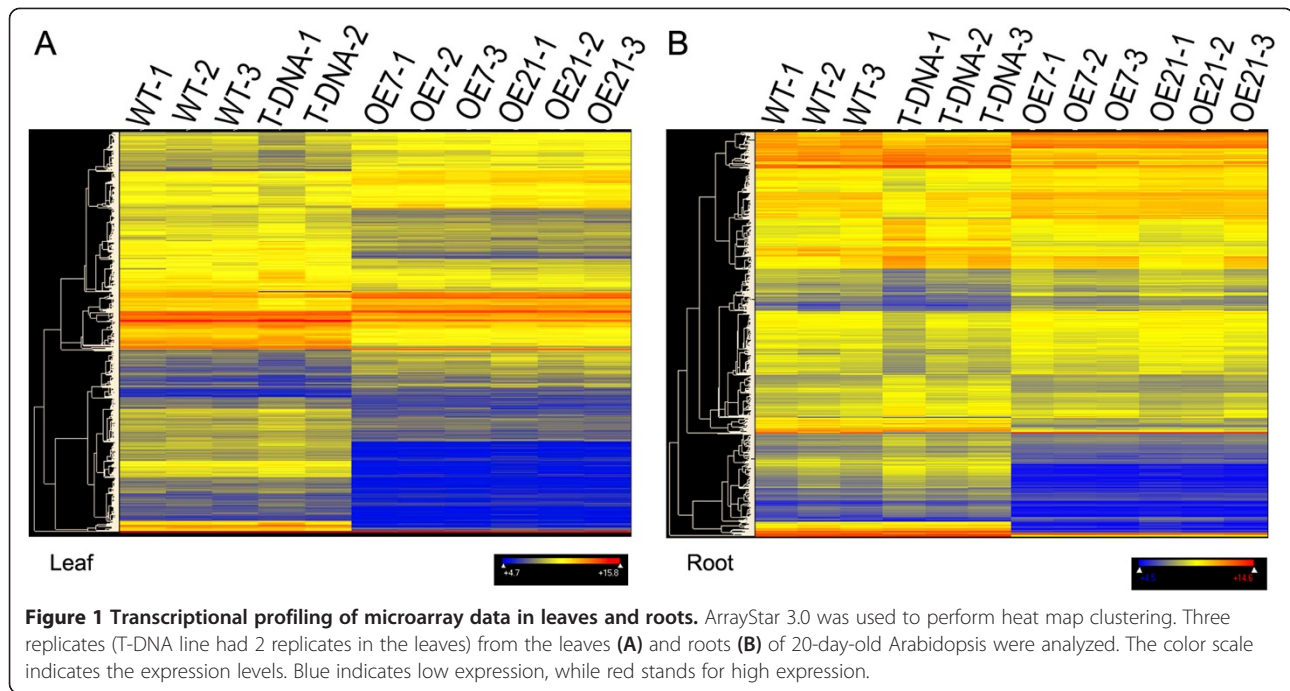 A
WT-1
WT-2
WT-3
T-DNA-1
T-DNA-2
OE7-1
OE7-2
OE7-3
OE21-1
OE21-2
OE21-3
B
WT-1
WT-2
WT-3
T-DNA-1
T-DNA-2
T-DNA-3
OE7-1
OE7-2
OE7-3
OE21-1
OE21-2
OE21-3
Leaf
+4.7
+15.8
Root
+4.5
+14.6
Figure 1 Transcriptional profiling of microarray data in leaves and roots. ArrayStar 3.0 was used to perform heat map clustering. Three
replicates (T-DNA line had 2 replicates in the leaves) from the leaves (A) and roots (B) of 20-day-old Arabidopsis were analyzed. The color scale
indicates the expression levels. Blue indicates low expression, while red stands for high expression.